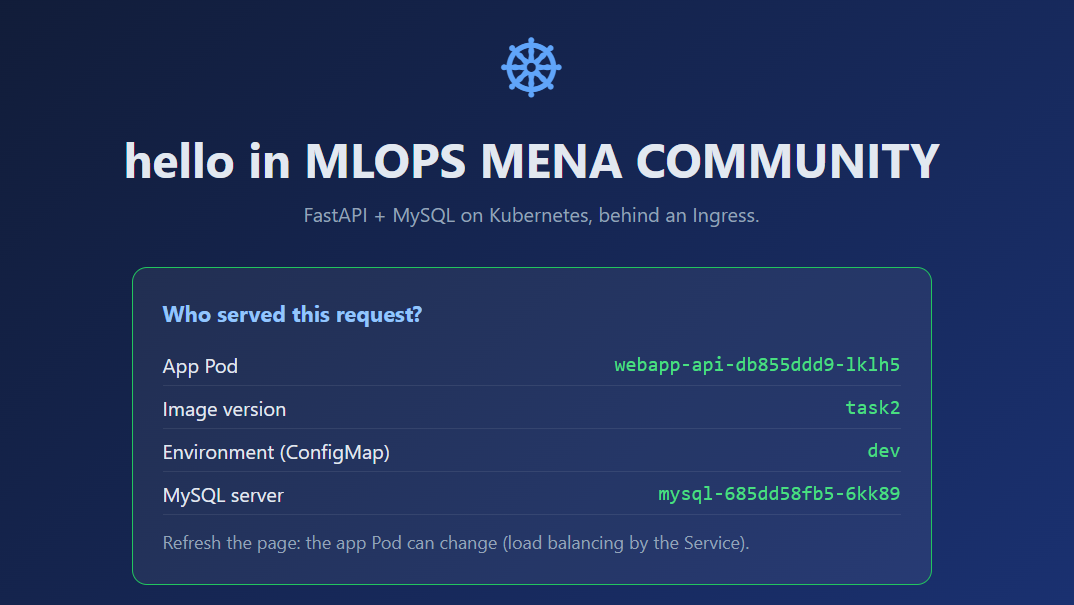 hello in MLOPS MENA COMMUNITY
FastAPI + MySQL on Kubernetes, behind an Ingress.
Who served this request?
App Pod webapp-api-db855ddd9-lklh5
Image version task2
Environment (ConfigMap) dev
MySQL server mysql-685dd58fb5-6kk89
Refresh the page: the app Pod can change (load balancing by the Service).